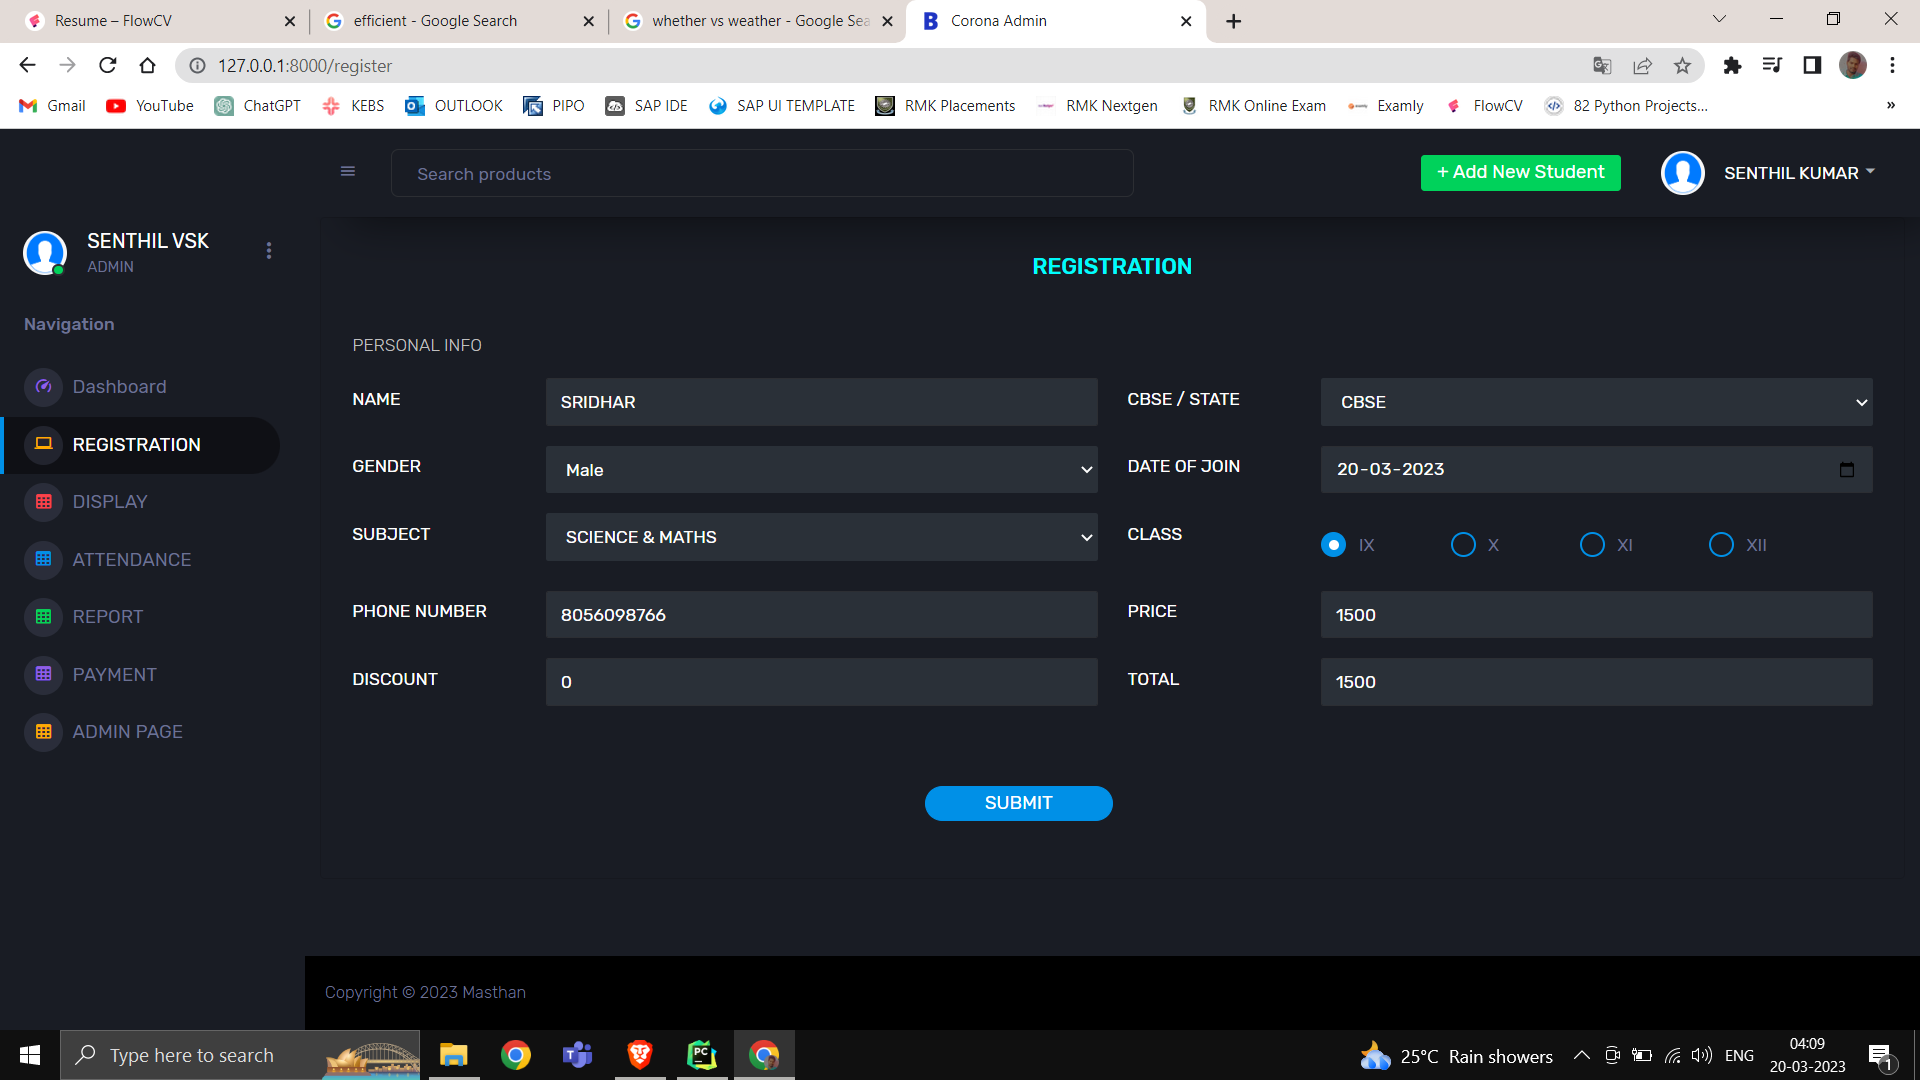 Resume – FlowCV
efficient - Google Search
whether vs weather - Google Sea
Corona Admin
127.0.0.1:8000/register
Gmail
YouTube
ChatGPT
KEBS
OUTLOOK
PIPO
SAP IDE
SAP UI TEMPLATE
RMK Placements
RMK Nextgen
RMK Online Exam
Examly
FlowCV
82 Python Projects...
»
Search products
+ Add New Student
SENTHIL KUMAR
SENTHIL VSK
ADMIN
Navigation
Dashboard
REGISTRATION
DISPLAY
ATTENDANCE
REPORT
PAYMENT
ADMIN PAGE
REGISTRATION
PERSONAL INFO
NAME
SRIDHAR
CBSE / STATE
CBSE
GENDER
Male
DATE OF JOIN
20-03-2023
SUBJECT
SCIENCE & MATHS
CLASS
IX
X
XI
XII
PHONE NUMBER
8056098766
PRICE
1500
DISCOUNT
0
TOTAL
1500
SUBMIT
Copyright © 2023 Masthan
Type here to search
25°C Rain showers
ENG
04:09
20-03-2023
1